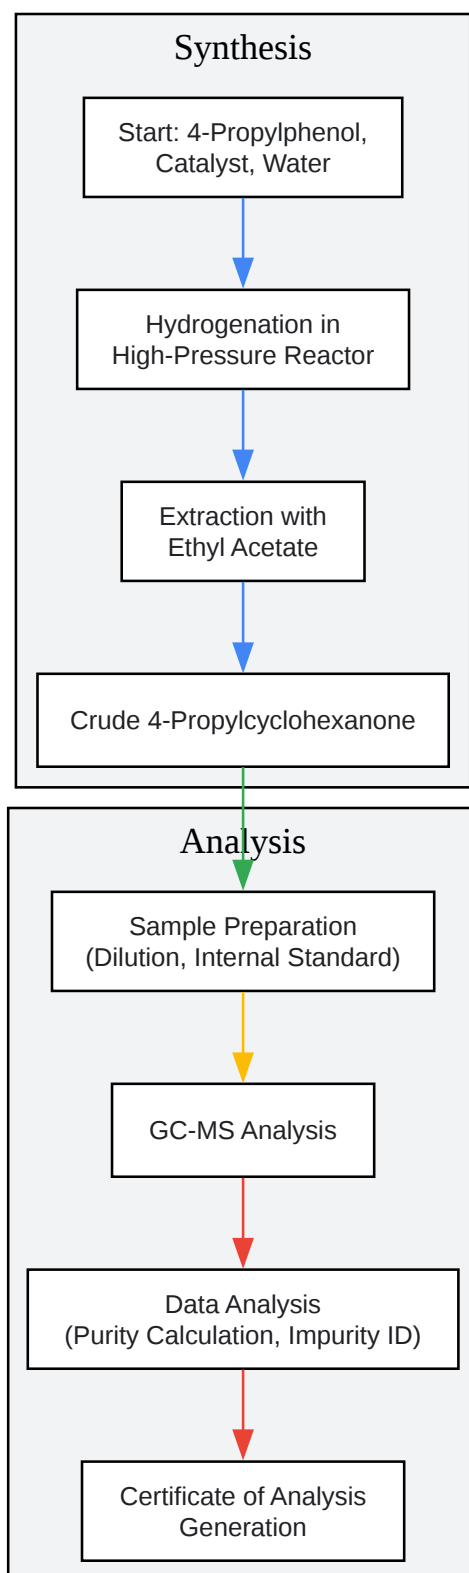 Synthesis
Start: 4-Propylphenol,
Catalyst, Water
Hydrogenation in
High-Pressure Reactor
Extraction with
Ethyl Acetate
Crude 4-Propylcyclohexanone
Analysis
Sample Preparation
(Dilution, Internal Standard)
GC-MS Analysis
Data Analysis
(Purity Calculation, Impurity ID)
Certificate of Analysis
Generation